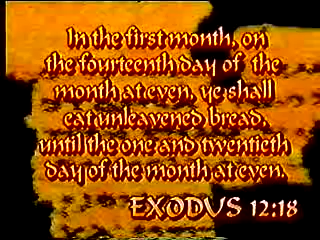 In the first month, on
the fourteenth day of the
month at even, ye shall
eat unleavened bread,
until the one and twentieth
day of the month at even.
EXODUS 12:18